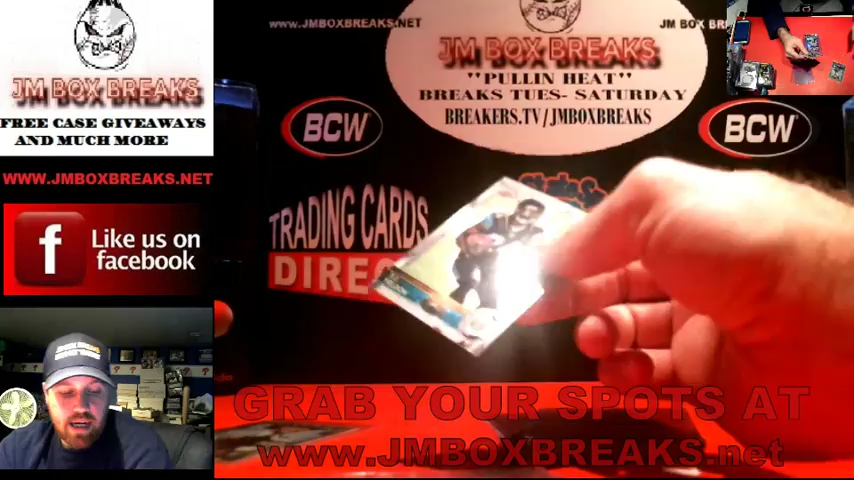 JM BOX BREAKS
FREE CASE GIVEAWAYS
AND MUCH MORE
WWW.JMBOXBREAKS.NET
f
Like us on
facebook
www.JMBOXBREAKS.NET
JM BOX BR
JM BOX BREAKS
"PULLIN HEAT"
BREAKS TUES- SATURDAY
BREAKERS.TV/JMBOXBREAKS
BCW
BCW
TRADING CARDS
DIREC
GRAB YOUR SPOTS AT
www.JMBOXBREAKS.net